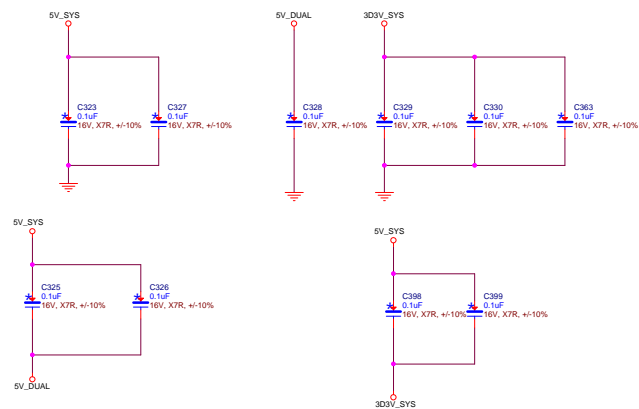 5V_SYS
5V_DUAL
3D3V_SYS
C323
0.1uF
16V, X7R, +/-10%
C327
0.1uF
16V, X7R, +/-10%
C328
0.1uF
16V, X7R, +/-10%
C329
0.1uF
16V, X7R, +/-10%
C330
0.1uF
16V, X7R, +/-10%
C363
0.1uF
16V, X7R, +/-10%
5V_SYS
C325
0.1uF
16V, X7R, +/-10%
C326
0.1uF
16V, X7R, +/-10%
5V_DUAL
5V_SYS
C398
0.1uF
16V, X7R, +/-10%
C399
0.1uF
16V, X7R, +/-10%
3D3V_SYS